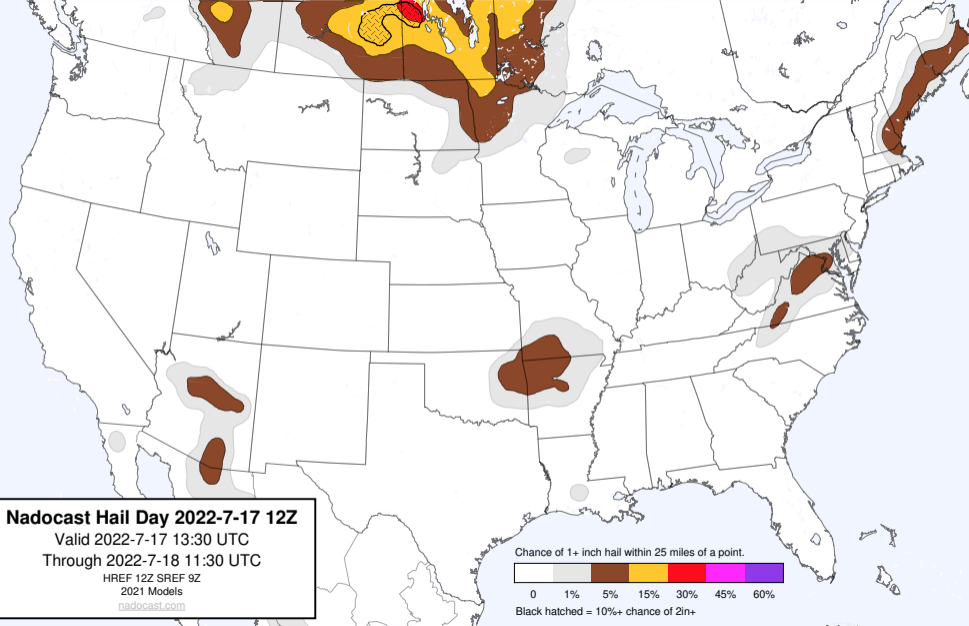 Nadocast Hail Day 2022-7-17 12Z
Valid 2022-7-17 13:30 UTC
Through 2022-7-18 11:30 UTC
HREF 12Z SREF 9Z
2021 Models
nadocast.com
Chance of 1+ inch hail within 25 miles of a point.
0 1% 5% 15% 30% 45% 60%
Black hatched = 10%+ chance of 2in+